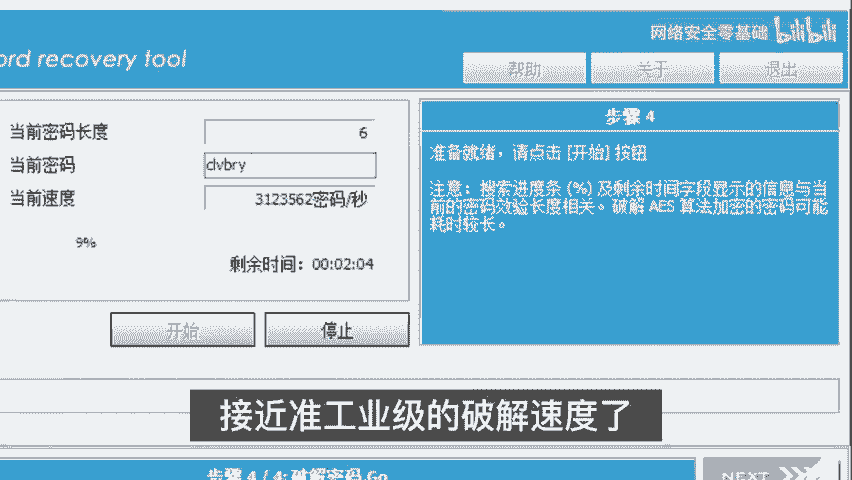 网络安全零基础 bilibili
ord recovery tool
帮助 关于 退出
当前密码长度 6
当前密码 dvbry
当前速度 3123562密码/秒
9%
剩余时间: 00:02:04
开始 停止
步骤 4
准备就绪，请点击 [开始] 按钮
注意：搜索进度条 (%) 及剩余时间字段显示的信息与当
前的密码效验长度相关。破解 AES 算法加密的密码可能
耗时较长。
接近准工业级的破解速度了
步骤 4 / 4: 破解密码 Go
NEXT